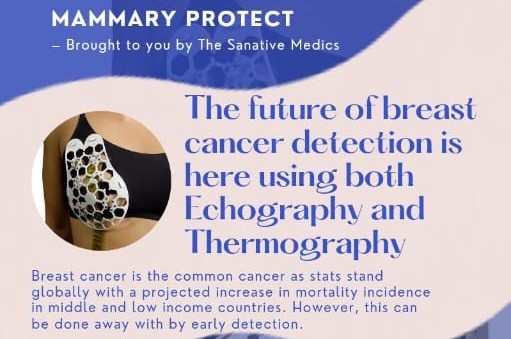 MAMMARY PROTECT
– Brought to you by The Sanative Medics
The future of breast
cancer detection is
here using both
Echography and
Thermography
Breast cancer is the common cancer as stats stand
globally with a projected increase in mortality incidence
in middle and low income countries. However, this can
be done away with by early detection.